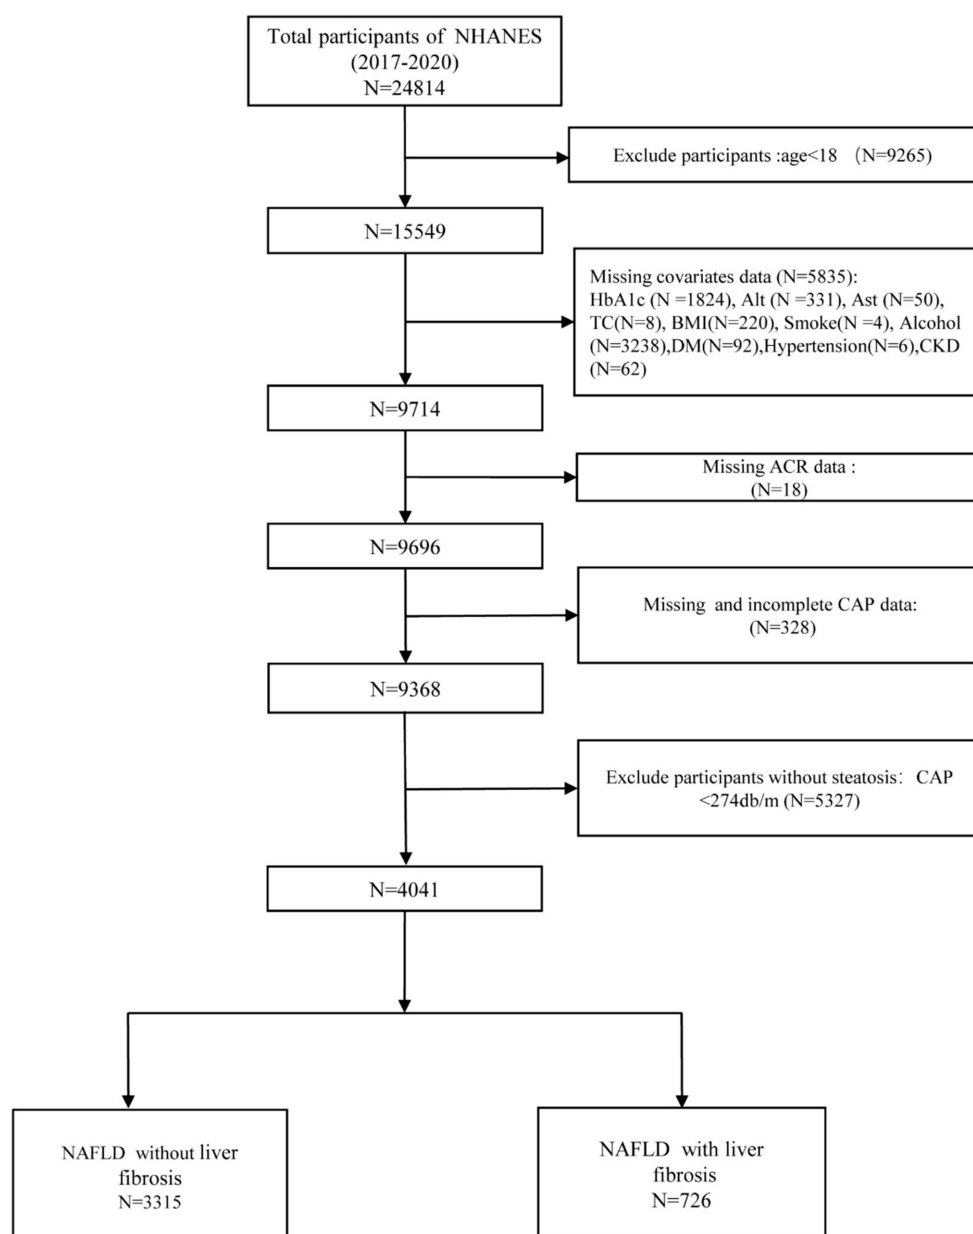 Total participants of NHANES
(2017-2020)
N=24814
Exclude participants :age<18 （N=9265)
N=15549
Missing covariates data (N=5835):
HbA1c (N =1824), Alt (N =331), Ast (N=50),
TC(N=8), BMI(N=220), Smoke(N =4), Alcohol
(N=3238),DM(N=92),Hypertension(N=6),CKD
(N=62)
N=9714
Missing ACR data :
(N=18)
N=9696
Missing and incomplete CAP data:
(N=328)
N=9368
Exclude participants without steatosis：CAP
<274db/m (N=5327)
N=4041
NAFLD without liver
fibrosis
N=3315
NAFLD with liver
fibrosis
N=726